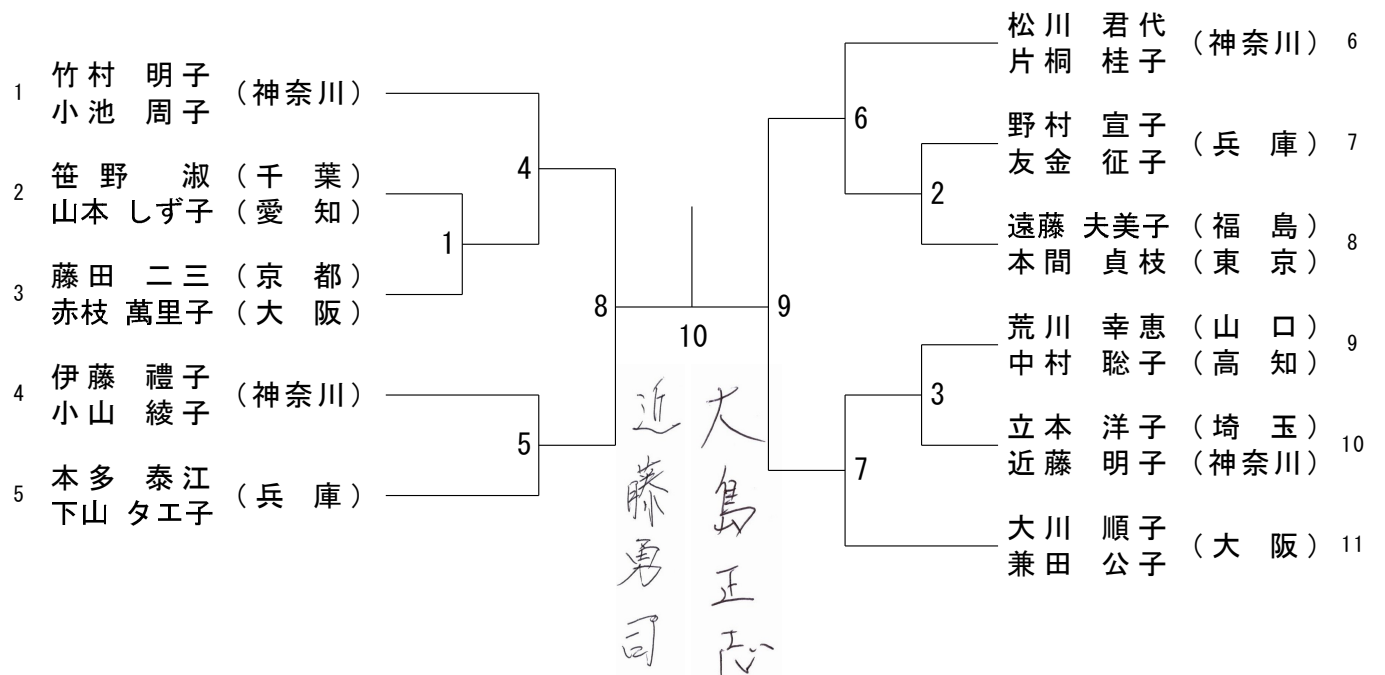 1 竹村 明子 (神奈川)
小池 周子
2 笹野 淑 (千葉)
山本 しず子 (愛知)
3 藤田 二三 (京都)
赤枝 萬里子 (大阪)
4 伊藤 禮子 (神奈川)
小山 綾子
5 本多 泰江 (兵庫)
下山 タエ子
4
1
8
5
10
9
6
2
3
7
近藤勇司
大島正志
松川 君代 (神奈川) 6
片桐 桂子
野村 宣子 (兵庫) 7
友金 征子
遠藤 夫美子 (福島) 8
本間 貞枝 (東京)
荒川 幸恵 (山口) 9
中村 聡子 (高知)
立本 洋子 (埼玉) 10
近藤 明子 (神奈川)
大川 順子 (大阪) 11
兼田 公子